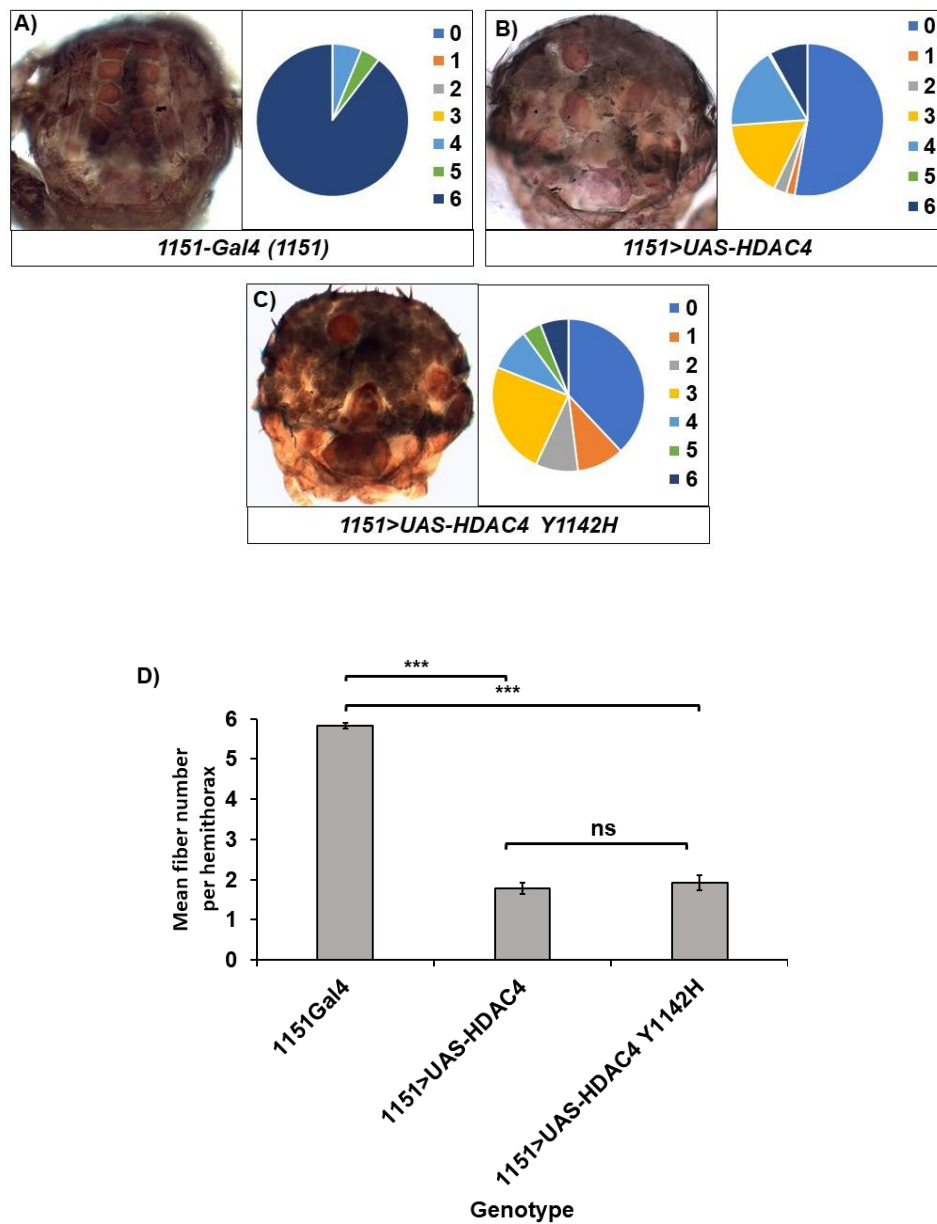 A)
0
1
2
3
4
5
6
1151-Gal4 (1151)
B)
0
1
2
3
4
5
6
1151>UAS-HDAC4
C)
0
1
2
3
4
5
6
1151>UAS-HDAC4 Y1142H
D)
***
***
ns
Mean fiber number
per hemithorax
6
5
4
3
2
1
0
1151Gal4
1151>UAS-HDAC4
1151>UAS-HDAC4 Y1142H
Genotype